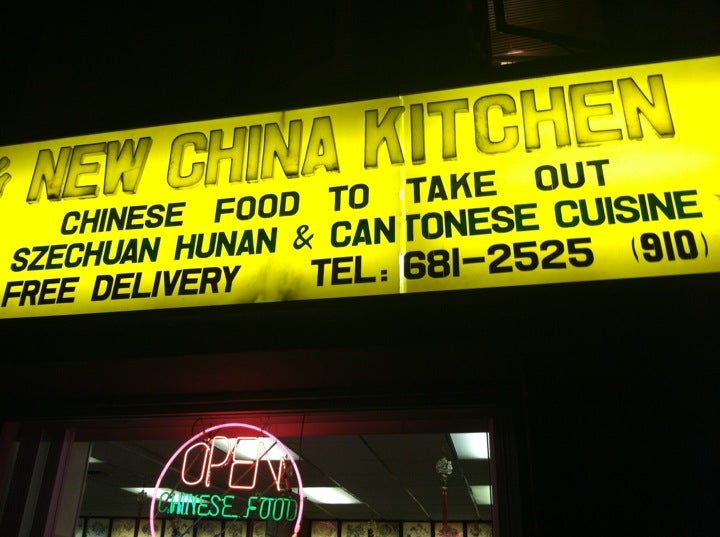 NEW CHINA KITCHEN
CHINESE FOOD TO TAKE OUT
SZECHUAN HUNAN & CANTONESE CUISINE
FREE DELIVERY TEL: 681-2525 (910)
OPEN
CHINESE FOOD